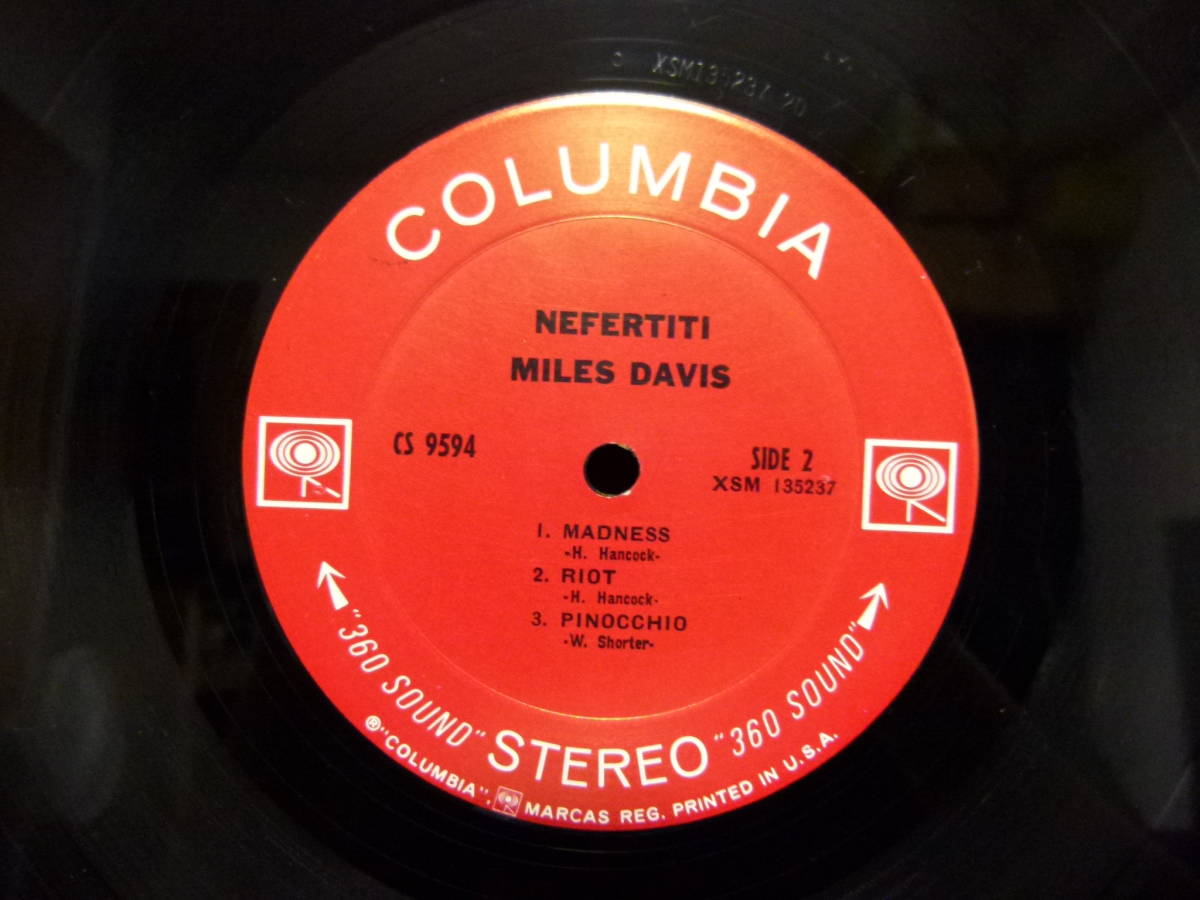 COLUMBIA
NEFERTITI
MILES DAVIS
CS 9594
SIDE 2
XSM 135237
1. MADNESS
-H. Hancock-
2. RIOT
-H. Hancock-
3. PINOCCHIO
-W. Shorter-
"360 SOUND" STEREO "360 SOUND"
® "COLUMBIA", MARCAS REG. PRINTED IN U.S.A.